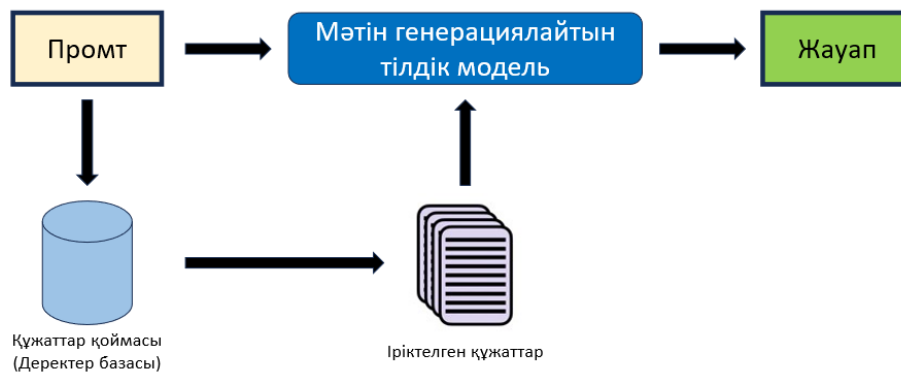 Промт
Мәтін генерациялайтын
тілдік модель
Жауап
Құжаттар қоймасы
(Деректер базасы)
Іріктелген құжаттар